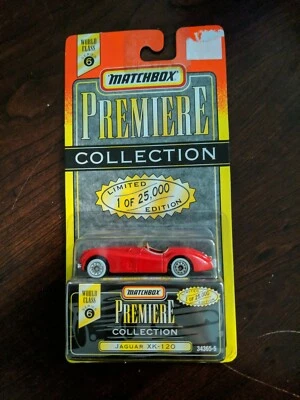 WORLD CLASS
6
MATCHBOX
PREMIERE
COLLECTION
LIMITED
1 OF 25,000
EDITION
WORLD CLASS
6
MATCHBOX
PREMIERE
COLLECTION
JAGUAR XK-120
34365-5